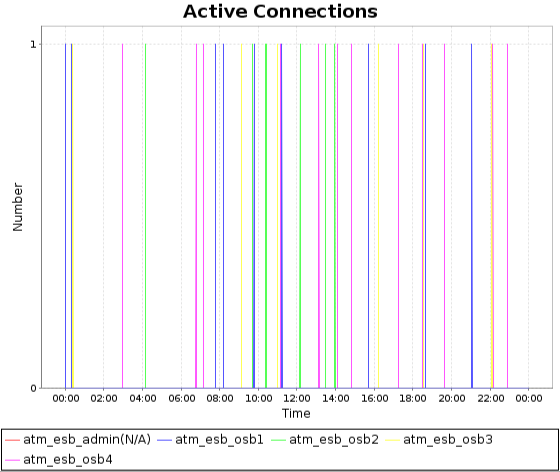 Active Connections
1
Number
0
00:00 02:00 04:00 06:00 08:00 10:00 12:00 14:00 16:00 18:00 20:00 22:00 00:00
Time
atm_esb_admin(N/A) atm_esb_osb1 atm_esb_osb2 atm_esb_osb3
atm_esb_osb4